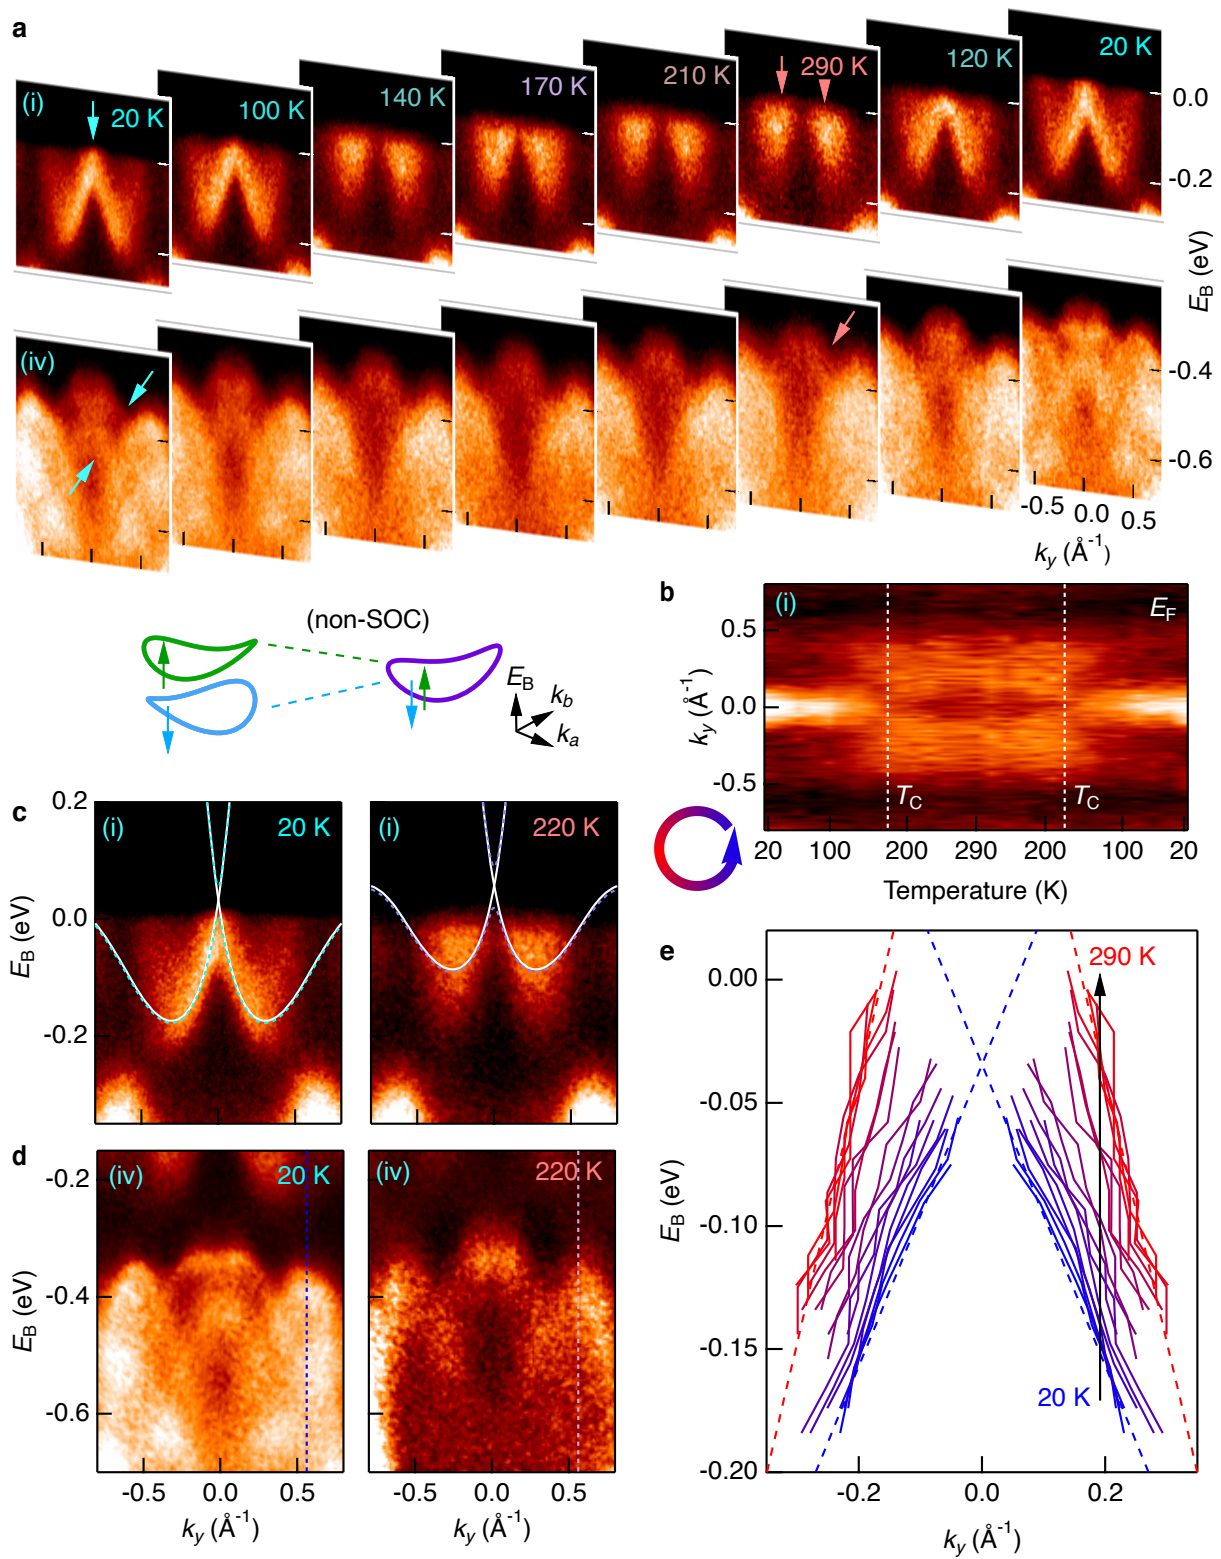 a
(i)
20 K
100 K
140 K
170 K
210 K
290 K
120 K
20 K
0.0
-0.2
E_B (eV)
(iv)
-0.4
-0.6
-0.5
0.0
0.5
k_y (Å⁻¹)
(non-SOC)
E_B
k_b
k_a
b
(i)
E_F
0.5
0.0
-0.5
k_y (Å⁻¹)
T_C
T_C
20 100 200 290 200 100 20
Temperature (K)
c
(i)
20 K
(i)
220 K
0.2
0.0
-0.2
E_B (eV)
d
(iv)
20 K
(iv)
220 K
-0.2
-0.4
-0.6
E_B (eV)
-0.5 0.0 0.5
-0.5 0.0 0.5
k_y (Å⁻¹)
k_y (Å⁻¹)
e
290 K
0.00
-0.05
-0.10
-0.15
-0.20
E_B (eV)
20 K
-0.2 0.0 0.2
k_y (Å⁻¹)